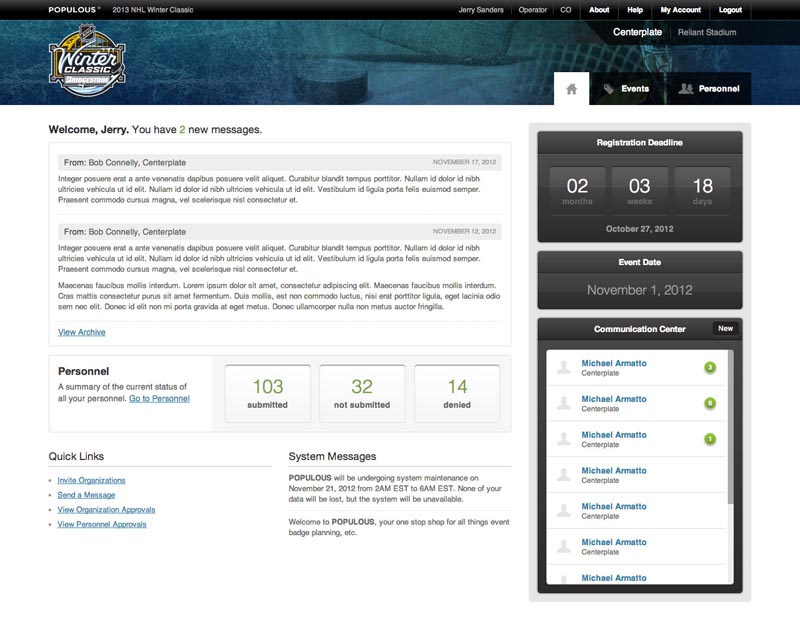 POPULOUS® 2013 NHL Winter Classic
Jerry Sanders Operator CO About Help My Account Logout
Centerplate Reliant Stadium
Winter
CLASSIC
BRIDGESTONE
Events Personnel
Welcome, Jerry. You have 2 new messages.
From: Bob Connelly, Centerplate NOVEMBER 17, 2012
Integer posuere erat a ante venenatis dapibus posuere velit aliquet. Curabitur blandit tempus porttitor. Nullam id dolor id nibh
ultricies vehicula ut id elit. Nullam id dolor id nibh ultricies vehicula ut id elit. Vestibulum id ligula porta felis euismod semper.
Praesent commodo cursus magna, vel scelerisque nisl consectetur et.
From: Bob Connelly, Centerplate NOVEMBER 12, 2012
Integer posuere erat a ante venenatis dapibus posuere velit aliquet. Curabitur blandit tempus porttitor. Nullam id dolor id nibh
ultricies vehicula ut id elit. Nullam id dolor id nibh ultricies vehicula ut id elit. Vestibulum id ligula porta felis euismod semper.
Praesent commodo cursus magna, vel scelerisque nisl consectetur et.
Maecenas faucibus mollis interdum. Lorem ipsum dolor sit amet, consectetur adipiscing elit. Maecenas faucibus mollis interdum.
Cras mattis consectetur purus sit amet fermentum. Duis mollis, est non commodo luctus, nisi erat porttitor ligula, eget lacinia odio
sem nec elit. Donec id elit non mi porta gravida at eget metus. Donec ullamcorper nulla non metus auctor fringilla.
View Archive
Personnel
A summary of the current status of
all your personnel. Go to Personnel
103
submitted
32
not submitted
14
denied
Quick Links
Invite Organizations
Send a Message
View Organization Approvals
View Personnel Approvals
System Messages
POPULOUS will be undergoing system maintenance on
November 21, 2012 from 2AM EST to 6AM EST. None of your
data will be lost, but the system will be unavailable.
Welcome to POPULOUS, your one stop shop for all things event
badge planning, etc.
Registration Deadline
02 03 18
months weeks days
October 27, 2012
Event Date
November 1, 2012
Communication Center New
Michael Armatto 3
Centerplate
Michael Armatto 6
Centerplate
Michael Armatto 1
Centerplate
Michael Armatto
Centerplate
Michael Armatto
Centerplate
Michael Armatto
Centerplate
Michael Armatto